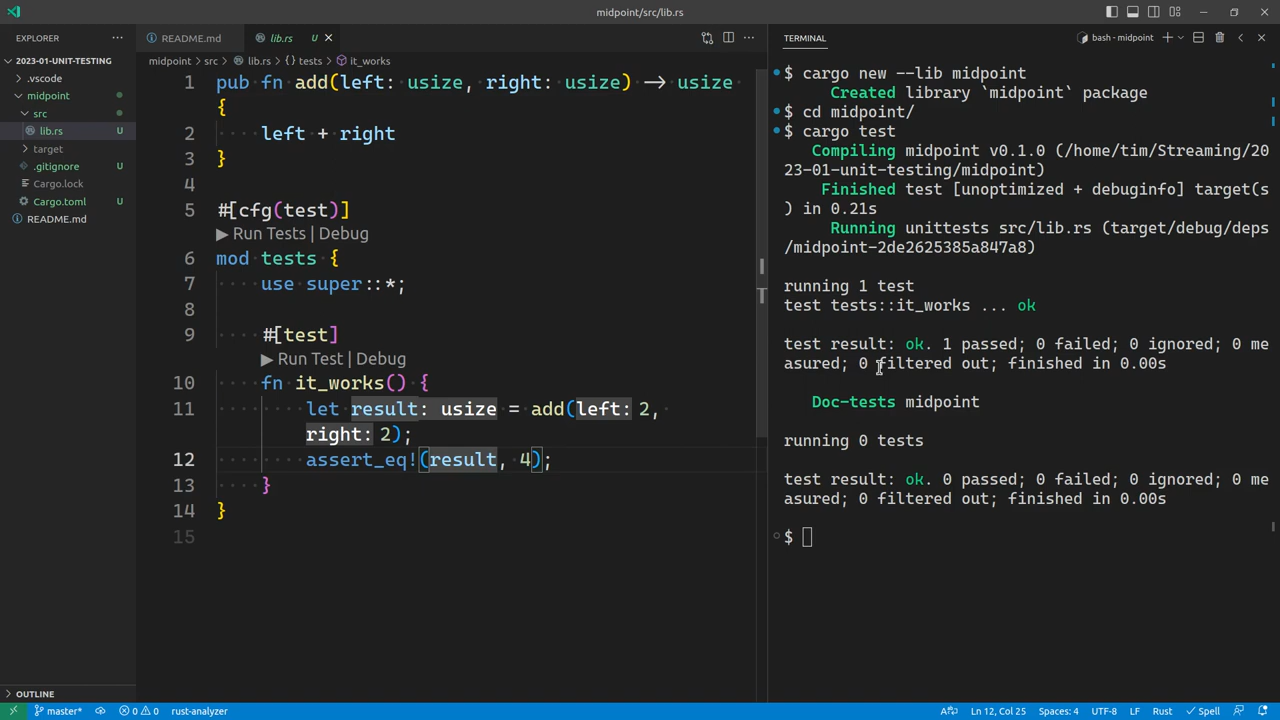 midpoint/src/lib.rs
EXPLORER
2023-01-UNIT-TESTING
.vscode
midpoint
src
lib.rs U
target
.gitignore
Cargo.lock
Cargo.toml
README.md
OUTLINE
README.md
lib.rs U
midpoint > src > lib.rs > {} tests > it_works
1 pub fn add(left: usize, right: usize) -> usize
{
2 ····left + right
3 }
4
5 #[cfg(test)]
▶ Run Tests | Debug
6 mod tests {
7 ····use super::*;
8
9 ····#[test]
▶ Run Test | Debug
10 ····fn it_works() {
11 ········let result: usize = add(left: 2,
right: 2);
12 ········assert_eq!(result, 4);
13 ····}
14 }
15
TERMINAL
bash - midpoint
$ cargo new --lib midpoint
Created library `midpoint` package
$ cd midpoint/
$ cargo test
Compiling midpoint v0.1.0 (/home/tim/Streaming/20
23-01-unit-testing/midpoint)
Finished test [unoptimized + debuginfo] target(s
) in 0.21s
Running unittests src/lib.rs (target/debug/deps
/midpoint-2de2625385a847a8)
running 1 test
test tests::it_works ... ok
test result: ok. 1 passed; 0 failed; 0 ignored; 0 me
asured; 0 filtered out; finished in 0.00s
Doc-tests midpoint
running 0 tests
test result: ok. 0 passed; 0 failed; 0 ignored; 0 me
asured; 0 filtered out; finished in 0.00s
$
master* 0 0 rust-analyzer
Ln 12, Col 25 Spaces: 4 UTF-8 LF Rust Spell